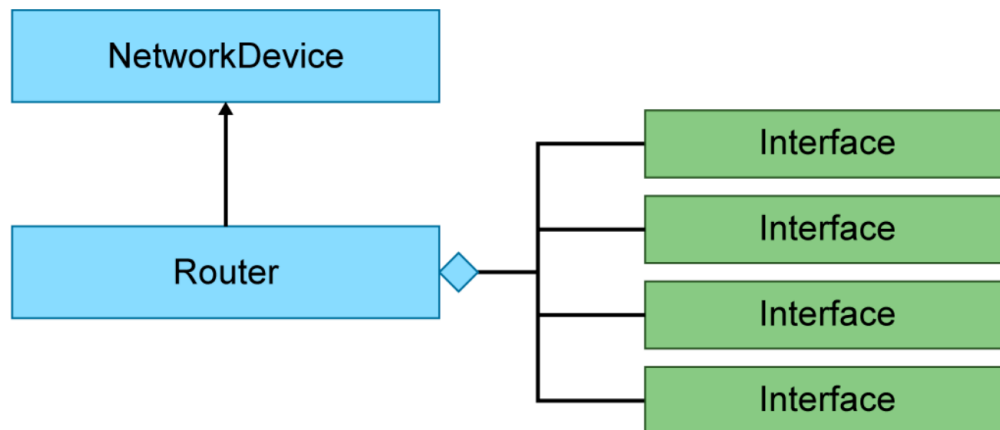 NetworkDevice
Router
Interface
Interface
Interface
Interface